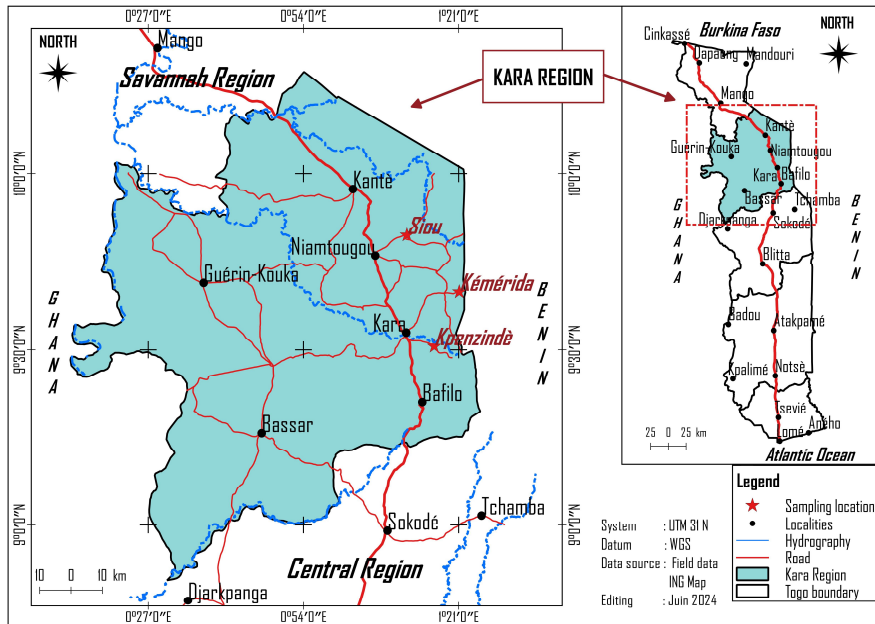 0°27'0"E 0°54'0"E 1°21'0"E
NORTH
Mango
Savannah Region
KARA REGION
10°0'0"N
10°0'0"N
Kantè
Siou
Niamtougou
Guérin-Kouka
Kémérida
GHANA
BENIN
Kara
Kpenzindè
9°30'0"N
9°30'0"N
Bafilo
Bassar
9°0'0"N
9°0'0"N
Sokodé
Tchamba
Central Region
10 0 10 km
Djarkpanga
0°27'0"E 0°54'0"E 1°21'0"E
Burkina Faso
Cinkassé
NORTH
Dapaong
Mandouri
Mango
Kantè
Niamtougou
Guérin-Kouka
Kara
Bafilo
Bassar
Tchamba
GHANA
BENIN
Djarkpanga
Sokodé
Blitta
Badou
Atakpamé
Kpalimé
Notsè
Tsevié
Aného
Lomé
25 0 25 km
Atlantic Ocean
System : UTM 31 N
Datum : WGS
Data source : Field data
ING Map
Editing : Juin 2024
Legend
Sampling location
Localities
Hydrography
Road
Kara Region
Togo boundary